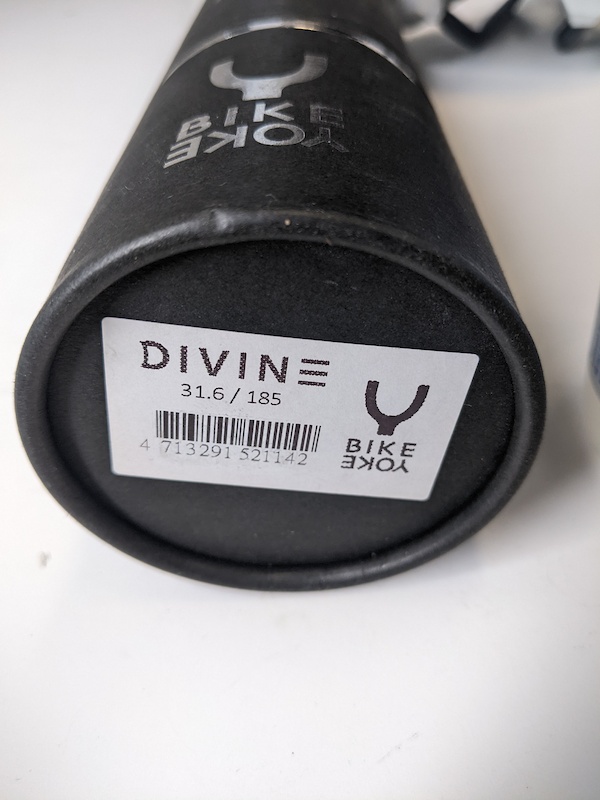 BIKE
YOKE
DIVINE
31.6 / 185
4 713291 521142
BIKE
YOKE